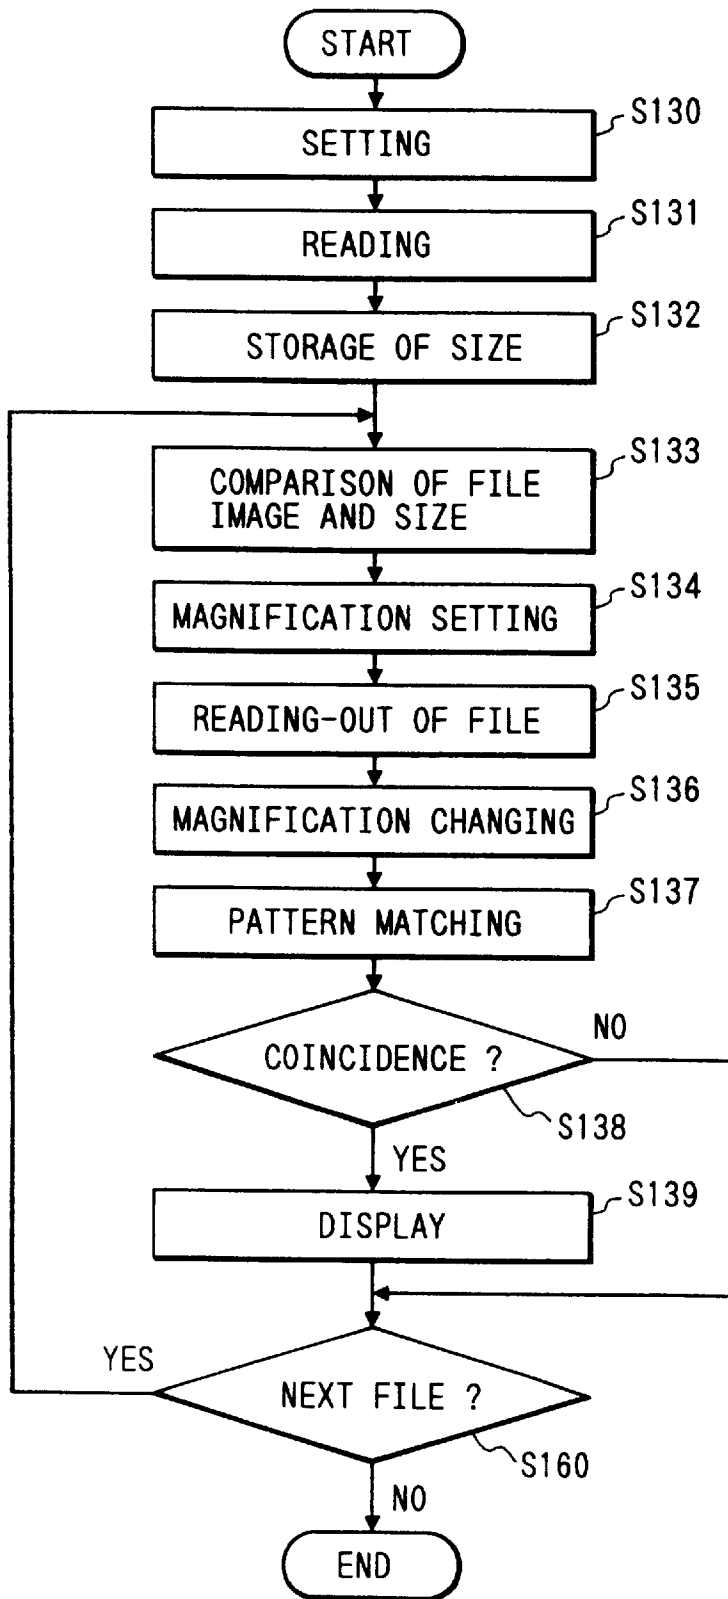 START
S130
SETTING
S131
READING
S132
STORAGE OF SIZE
S133
COMPARISON OF FILE
IMAGE AND SIZE
S134
MAGNIFICATION SETTING
S135
READING-OUT OF FILE
S136
MAGNIFICATION CHANGING
S137
PATTERN MATCHING
NO
COINCIDENCE ?
S138
YES
S139
DISPLAY
YES
NEXT FILE ?
S160
NO
END